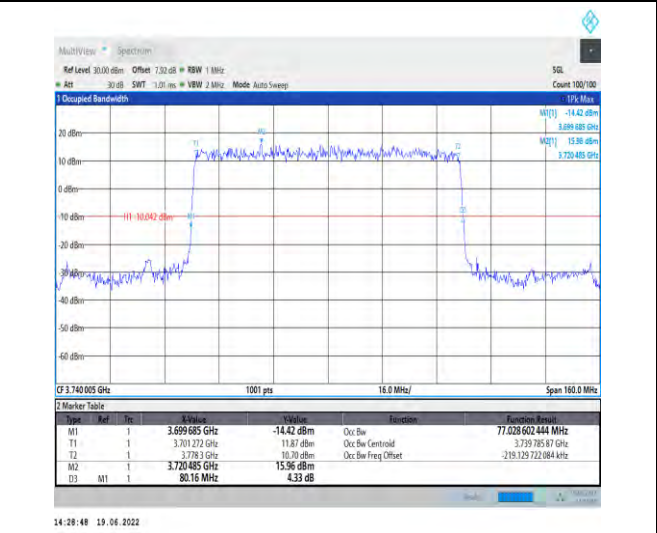 MultiView Spectrum
Ref Level 30.00 dBm Offset 7.92 dB RBW 1 MHz SGL
Att 30 dB SWT 1.01 ms VBW 2 MHz Mode Auto Sweep Count 100/100
1 Occupied Bandwidth 1Pk Max
M1[1] -14.42 dBm
3.699 685 GHz
M2[1] 15.96 dBm
3.720 485 GHz
20 dBm
M2
T1
T2
10 dBm
0 dBm
-10 dBm
H1 -10.042 dBm
M1
D3
-20 dBm
-30 dBm
-40 dBm
-50 dBm
-60 dBm
CF 3.740 005 GHz 1001 pts 16.0 MHz/ Span 160.0 MHz
2 Marker Table
Type Ref Trc X-Value Y-Value Function Function Result
M1 1 3.699 685 GHz -14.42 dBm Occ Bw 77.028 602 444 MHz
T1 1 3.701 272 GHz 11.87 dBm Occ Bw Centroid 3.739 785 87 GHz
T2 1 3.778 3 GHz 10.70 dBm Occ Bw Freq Offset -219.129 722 084 kHz
M2 1 3.720 485 GHz 15.96 dBm
D3 M1 1 80.16 MHz 4.33 dB
14:28:48 19.06.2022